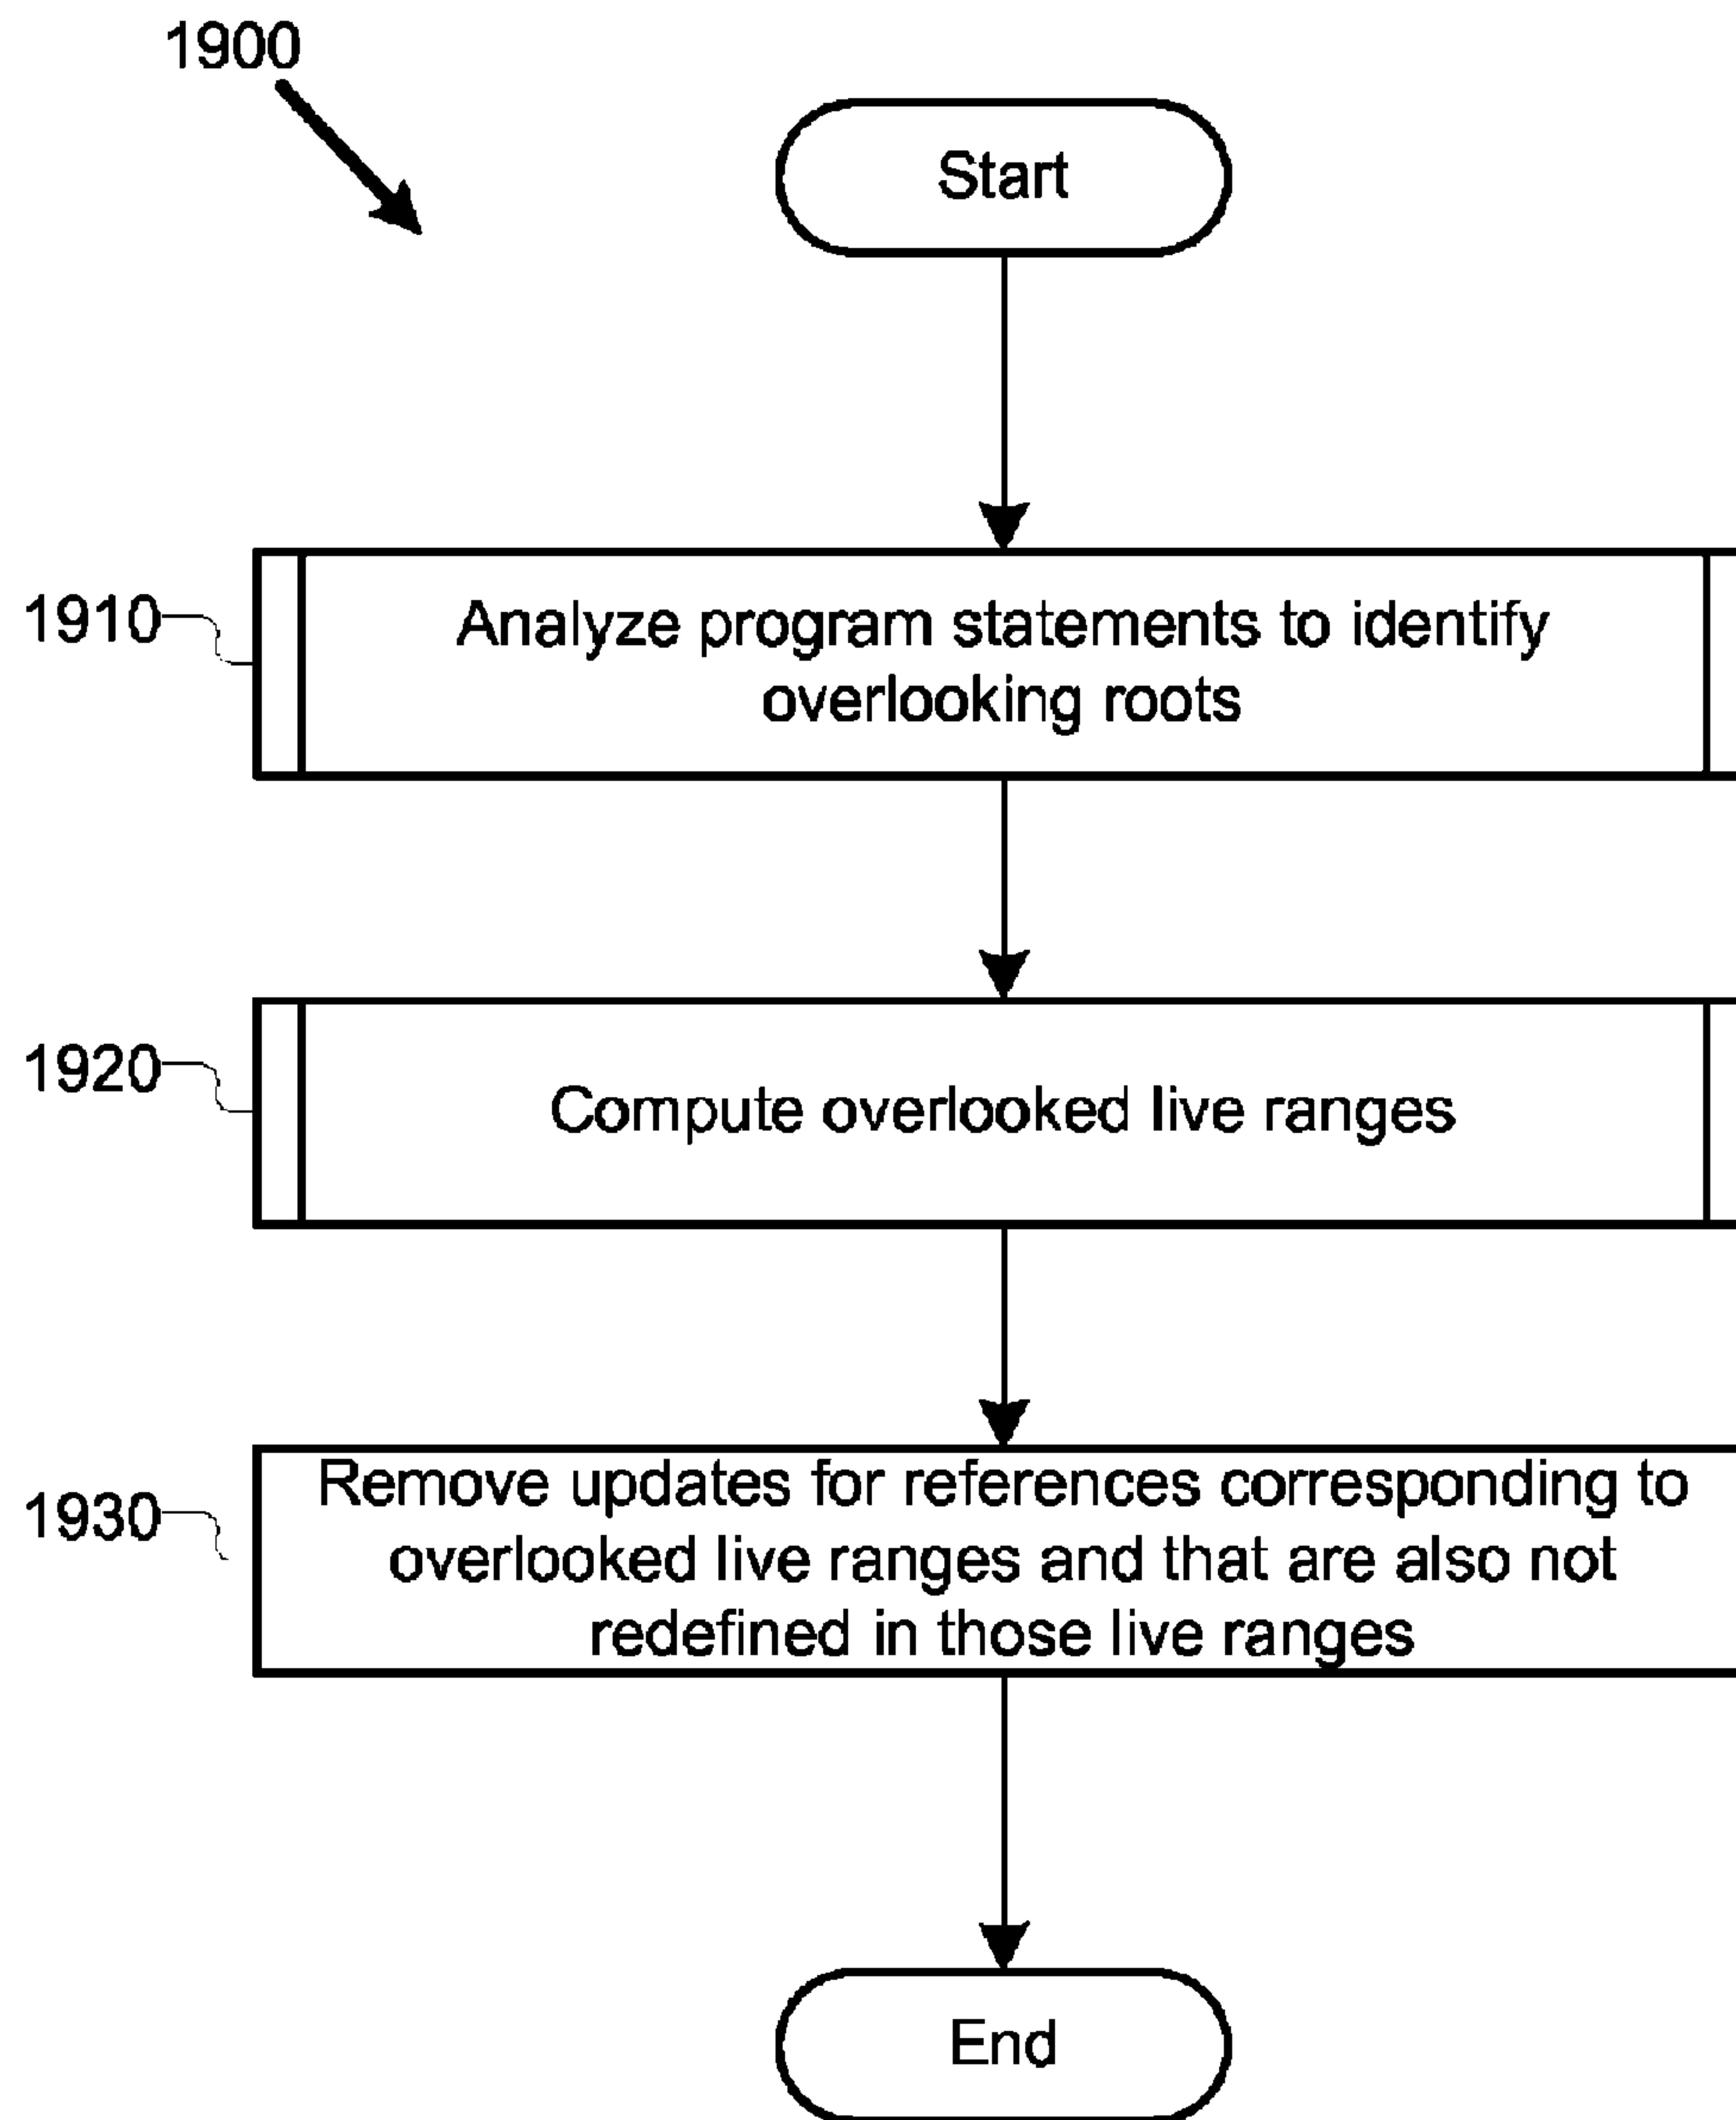 1900
Start
1910
Analyze program statements to identify
overlooking roots
1920
Compute overlooked live ranges
1930
Remove updates for references corresponding to
overlooked live ranges and that are also not
redefined in those live ranges
End